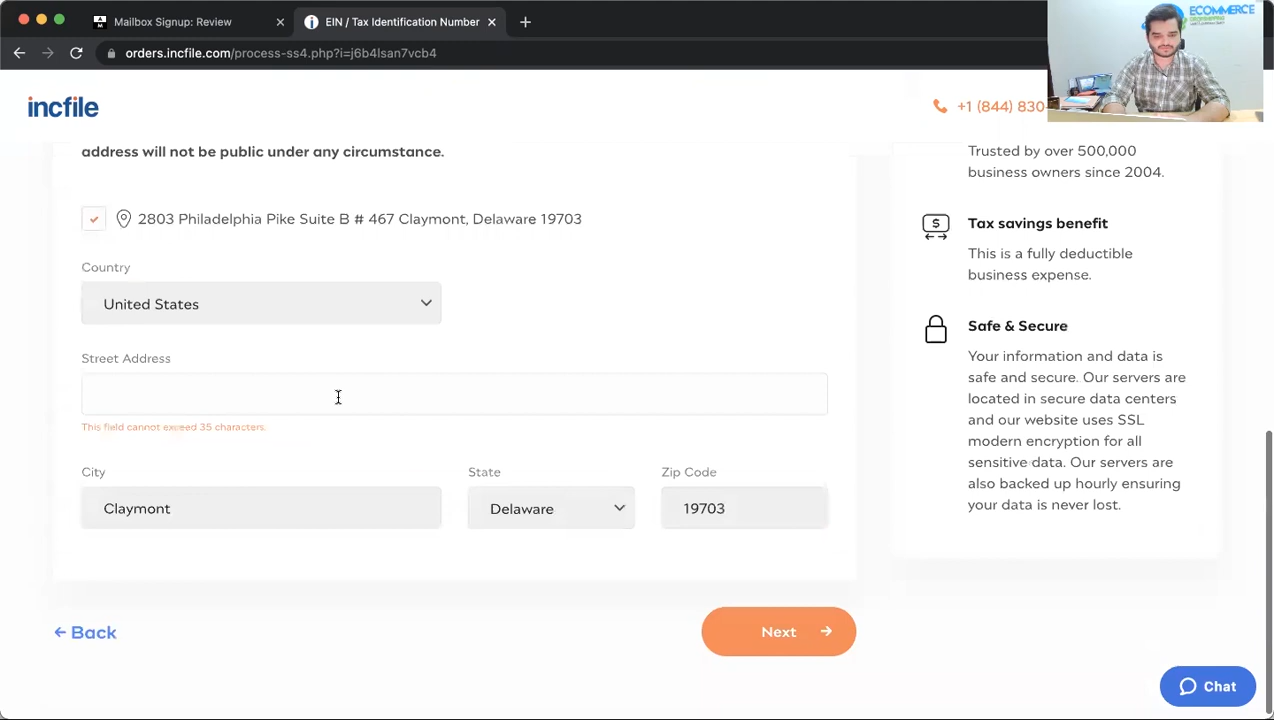 Mailbox Signup: Review
EIN / Tax Identification Number
orders.incfile.com/process-ss4.php?i=j6b4lsan7vcb4
ECOMMERCE
incfile
+1 (844) 830-
address will not be public under any circumstance.
2803 Philadelphia Pike Suite B # 467 Claymont, Delaware 19703
Country
United States
Street Address
This field cannot exceed 35 characters.
City
State
Zip Code
Claymont
Delaware
19703
← Back
Next →
Trusted by over 500,000
business owners since 2004.
Tax savings benefit
This is a fully deductible
business expense.
Safe & Secure
Your information and data is
safe and secure. Our servers are
located in secure data centers
and our website uses SSL
modern encryption for all
sensitive data. Our servers are
also backed up hourly ensuring
your data is never lost.
Chat